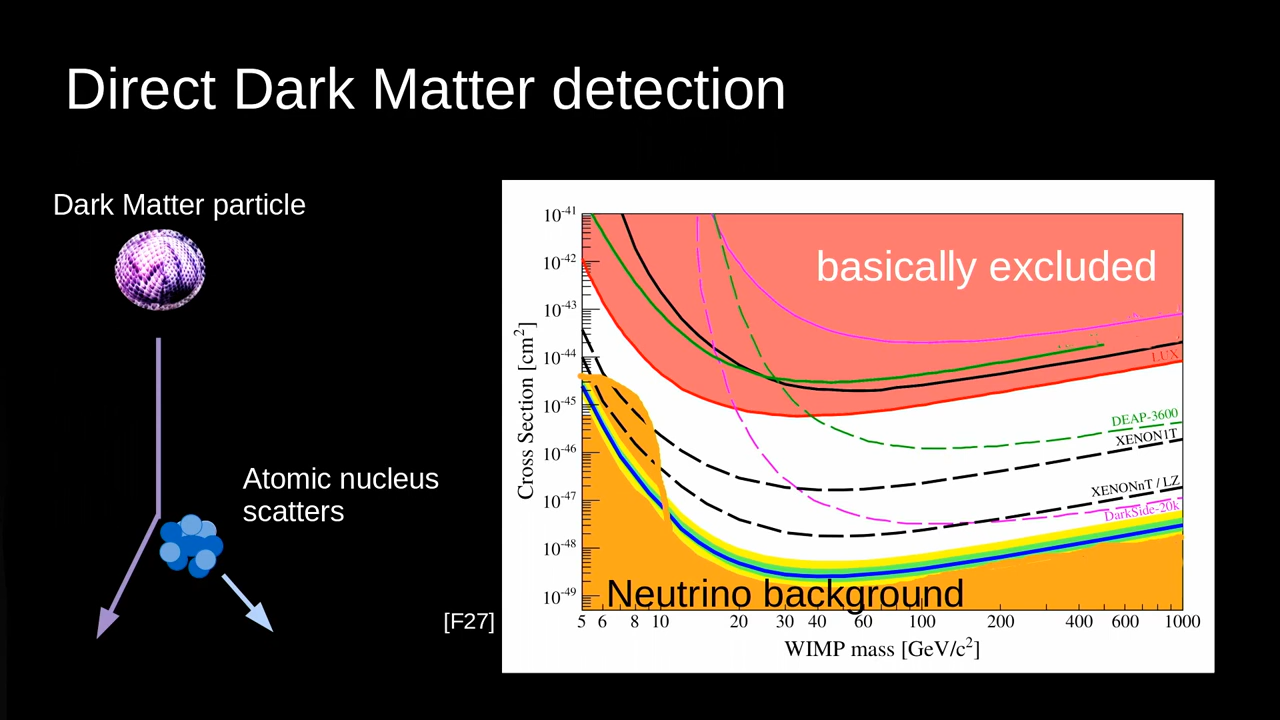 Direct Dark Matter detection
Dark Matter particle
Atomic nucleus
scatters
[F27]
basically excluded
Neutrino background
Cross Section [cm²]
10⁻⁴¹
10⁻⁴²
10⁻⁴³
10⁻⁴⁴
10⁻⁴⁵
10⁻⁴⁶
10⁻⁴⁷
10⁻⁴⁸
10⁻⁴⁹
LUX
DEAP-3600
XENON1T
XENONnT / LZ
DarkSide-20k
5 6 8 10 20 30 40 60 100 200 400 600 1000
WIMP mass [GeV/c²]